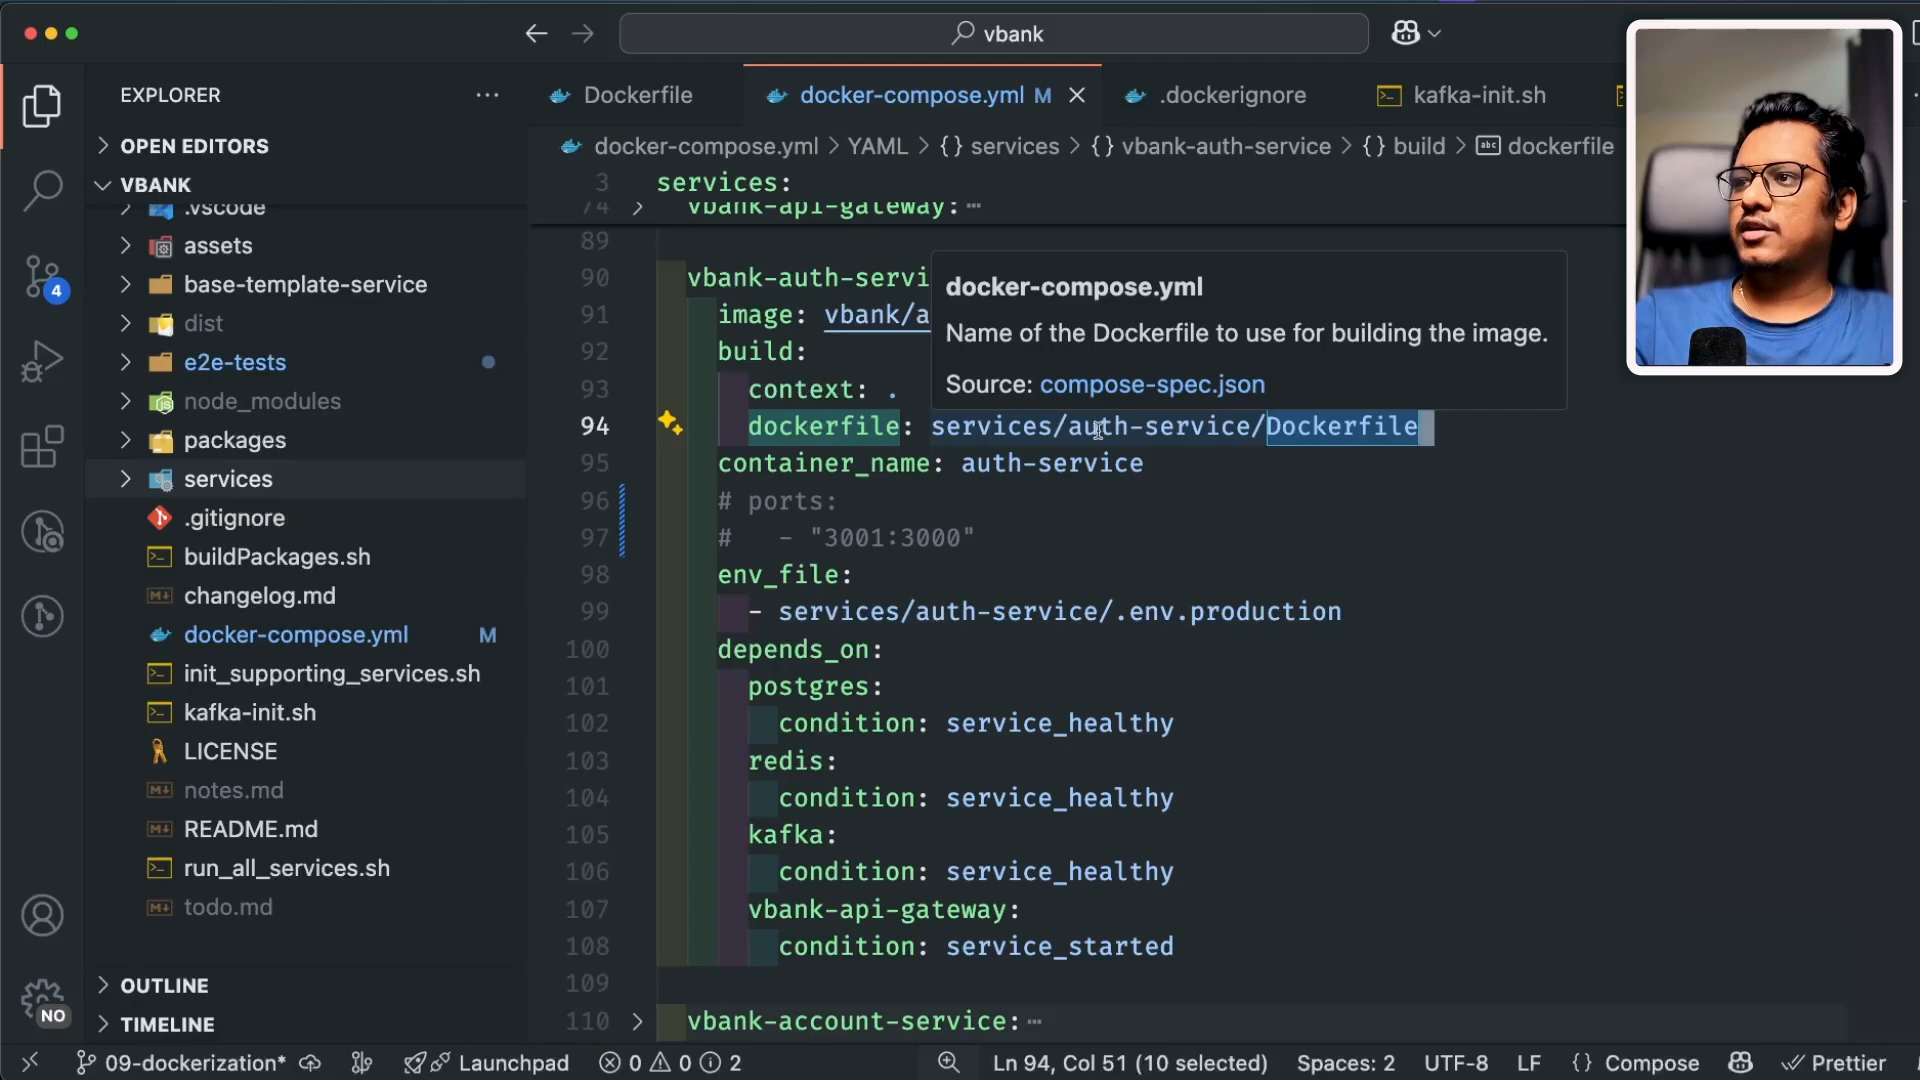 vbank
EXPLORER
Dockerfile
docker-compose.yml M
.dockerignore
kafka-init.sh
OPEN EDITORS
docker-compose.yml > YAML > {} services > {} vbank-auth-service > {} build > abc dockerfile
VBANK
3 services:
74 vbank-api-gateway: ...
.vscode
assets
base-template-service
dist
e2e-tests
node_modules
packages
services
.gitignore
buildPackages.sh
changelog.md
docker-compose.yml M
init_supporting_services.sh
kafka-init.sh
LICENSE
notes.md
README.md
run_all_services.sh
todo.md
OUTLINE
TIMELINE
4
NO
89
90 vbank-auth-servi
91 image: vbank/a
92 build:
93 context: .
94 dockerfile: services/auth-service/Dockerfile
95 container_name: auth-service
96 # ports:
97 # - "3001:3000"
98 env_file:
99 - services/auth-service/.env.production
100 depends_on:
101 postgres:
102 condition: service_healthy
103 redis:
104 condition: service_healthy
105 kafka:
106 condition: service_healthy
107 vbank-api-gateway:
108 condition: service_started
109
110 vbank-account-service: ...
docker-compose.yml
Name of the Dockerfile to use for building the image.
Source: compose-spec.json
09-dockerization* Launchpad 0 0 2 Ln 94, Col 51 (10 selected) Spaces: 2 UTF-8 LF {} Compose Prettier